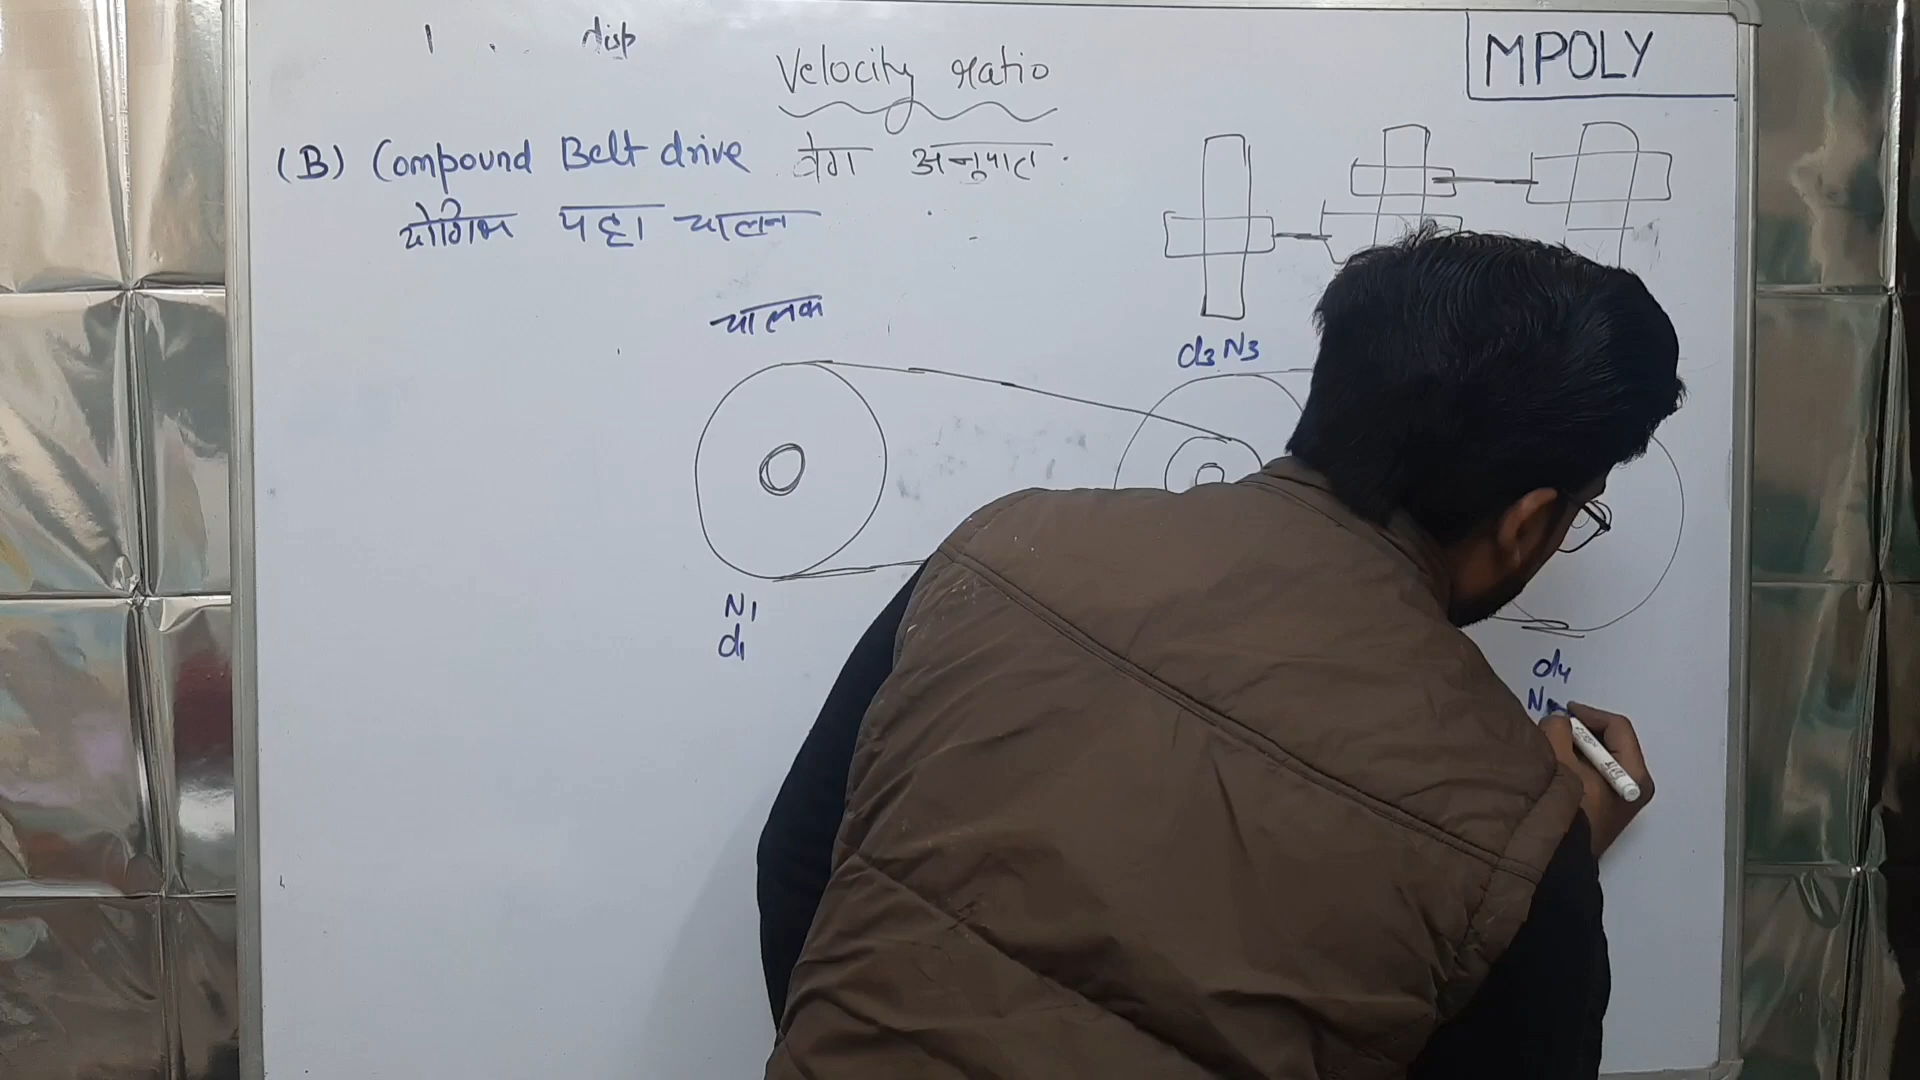 disp
Velocity ratio
MPOLY
(B) Compound Belt drive वेग अनुपात
यौगिक पट्टा चालन
चालक
d3 N3
N1
d1
d4
N